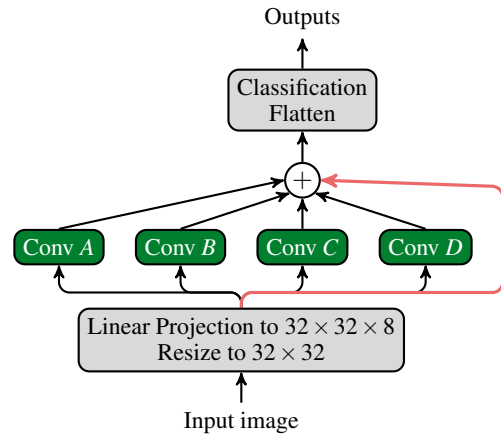 Outputs
Classification
Flatten
+
Conv A Conv B Conv C Conv D
Linear Projection to 32 × 32 × 8
Resize to 32 × 32
Input image